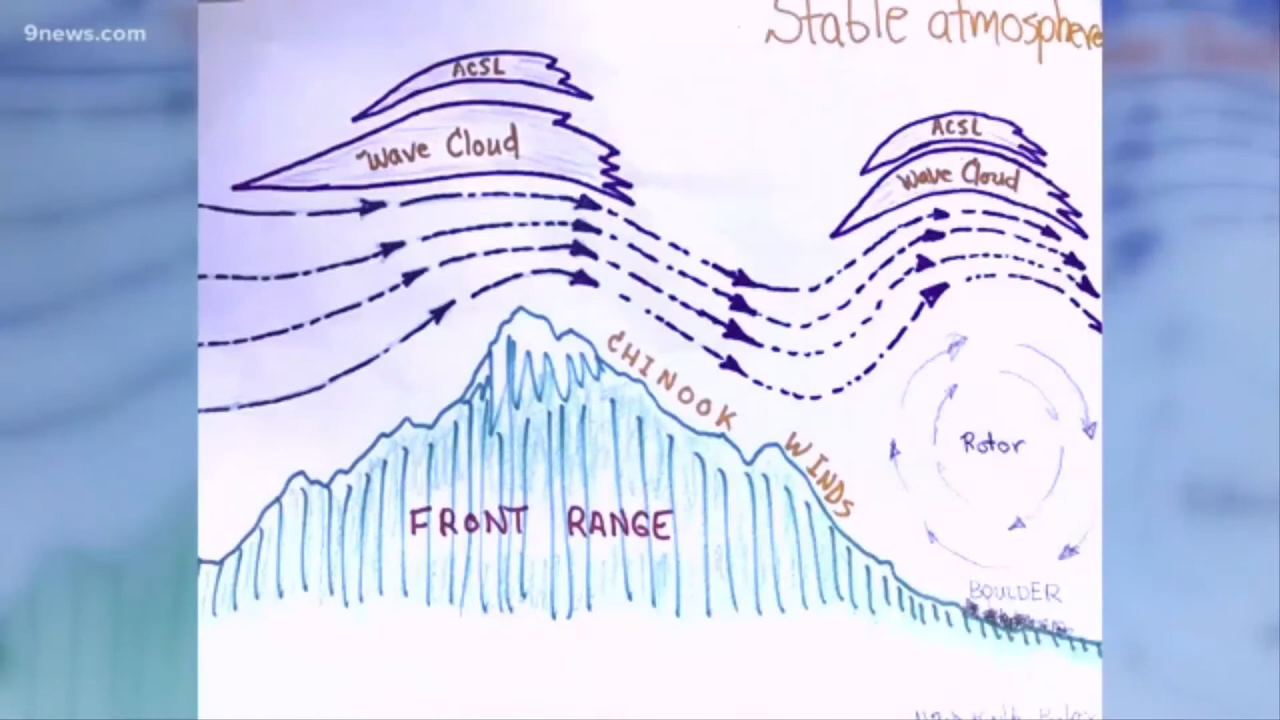 9news.com
Stable atmosphere
ACSL
Wave Cloud
ACSL
Wave Cloud
CHINOOK WINDS
Rotor
FRONT RANGE
BOULDER